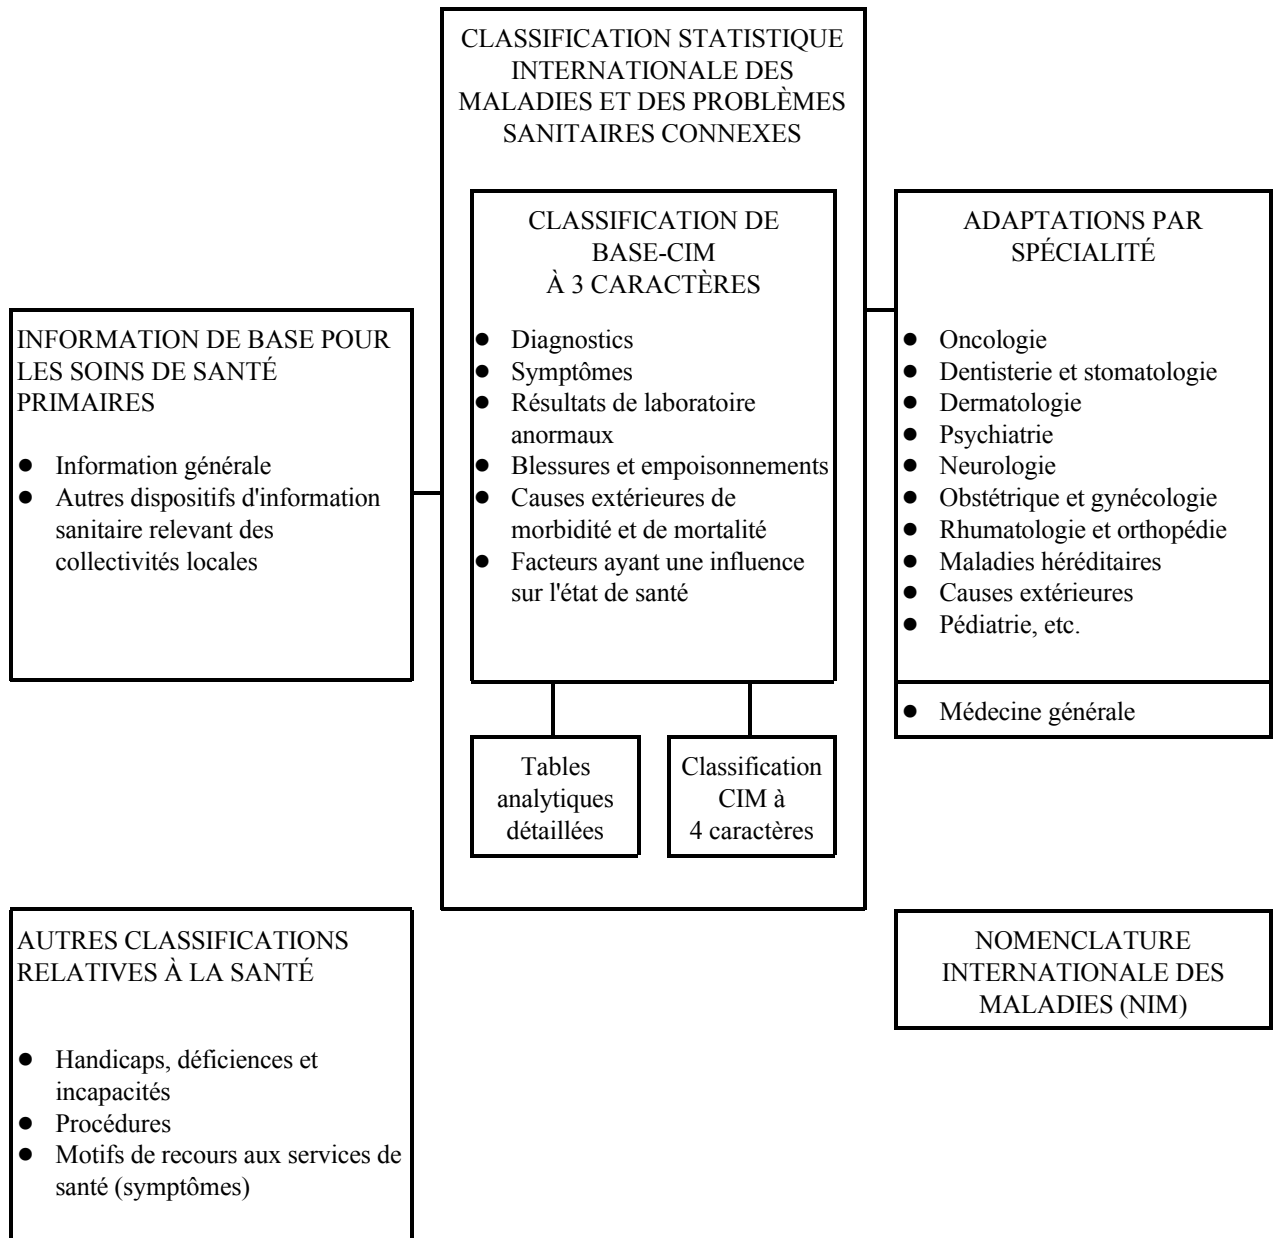 CLASSIFICATION STATISTIQUE
INTERNATIONALE DES
MALADIES ET DES PROBLÈMES
SANITAIRES CONNEXES
CLASSIFICATION DE
BASE-CIM
À 3 CARACTÈRES
● Diagnostics
● Symptômes
● Résultats de laboratoire
anormaux
● Blessures et empoisonnements
● Causes extérieures de
morbidité et de mortalité
● Facteurs ayant une influence
sur l'état de santé
Tables
analytiques
détaillées
Classification
CIM à
4 caractères
INFORMATION DE BASE POUR
LES SOINS DE SANTÉ
PRIMAIRES
● Information générale
● Autres dispositifs d'information
sanitaire relevant des
collectivités locales
ADAPTATIONS PAR
SPÉCIALITÉ
● Oncologie
● Dentisterie et stomatologie
● Dermatologie
● Psychiatrie
● Neurologie
● Obstétrique et gynécologie
● Rhumatologie et orthopédie
● Maladies héréditaires
● Causes extérieures
● Pédiatrie, etc.
● Médecine générale
AUTRES CLASSIFICATIONS
RELATIVES À LA SANTÉ
● Handicaps, déficiences et
incapacités
● Procédures
● Motifs de recours aux services de
santé (symptômes)
NOMENCLATURE
INTERNATIONALE DES
MALADIES (NIM)